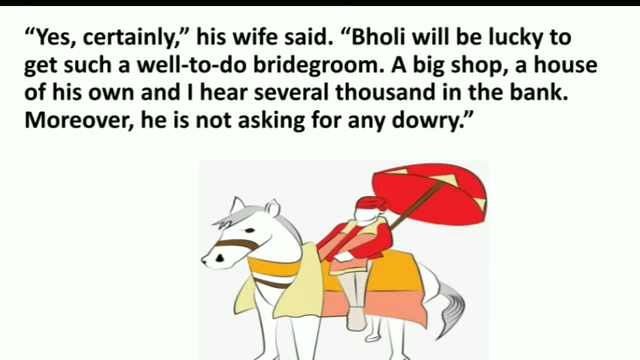 “Yes, certainly,” his wife said. “Bholi will be lucky to
get such a well-to-do bridegroom. A big shop, a house
of his own and I hear several thousand in the bank.
Moreover, he is not asking for any dowry.”